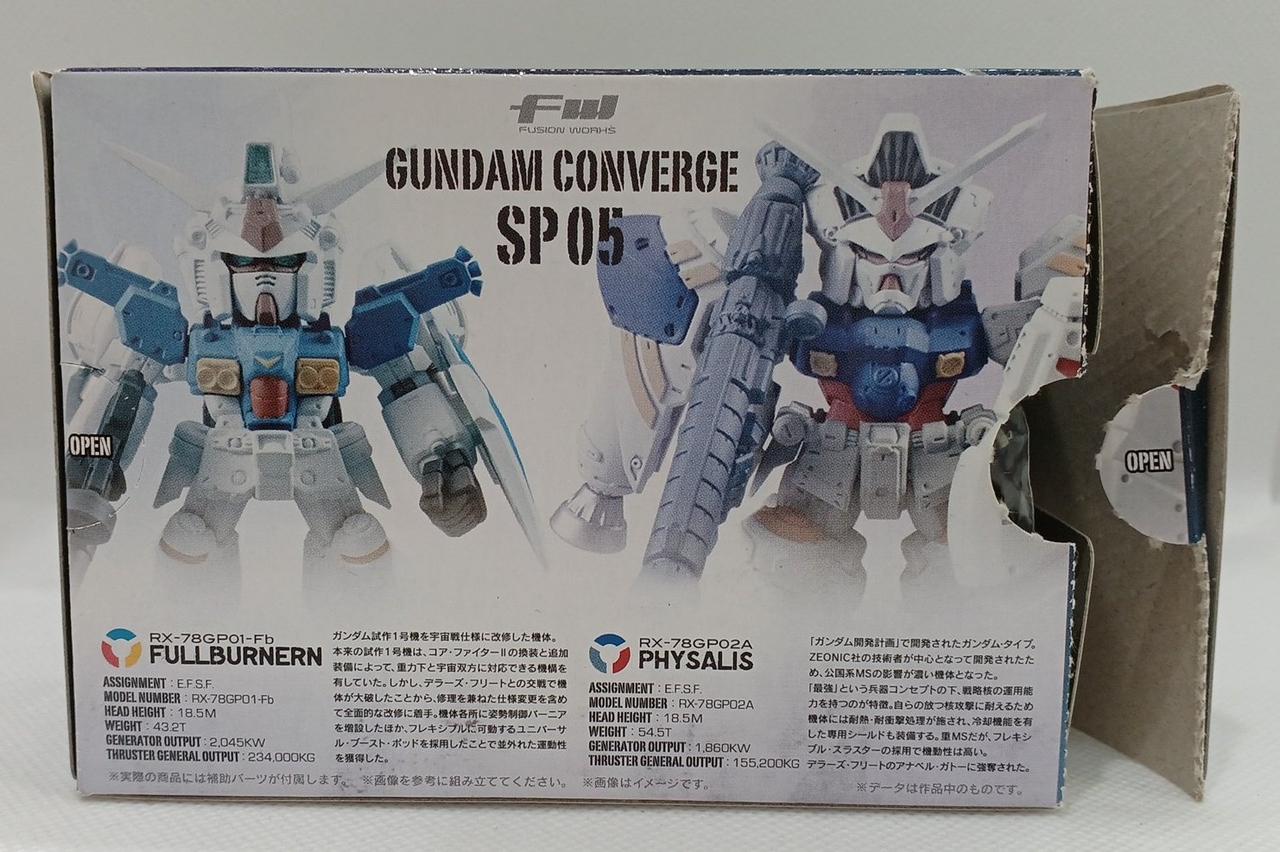 FW
FUSION WORKS
GUNDAM CONVERGE
SP 05
OPEN
OPEN
RX-78GP01-Fb
FULLBURNERN
ASSIGNMENT : E.F.S.F.
MODEL NUMBER : RX-78GP01-Fb
HEAD HEIGHT : 18.5M
WEIGHT : 43.2T
GENERATOR OUTPUT : 2,045KW
THRUSTER GENERAL OUTPUT : 234,000KG
ガンダム試作1号機を宇宙戦仕様に改修した機体。
本来の試作1号機は、コア・ファイターⅡの換装と追加
装備によって、重力下と宇宙双方に対応できる機構を
有していた。しかし、デラーズ・フリートとの交戦で機
体が大破したことから、修理を兼ねた仕様変更を含め
て全面的な改修に着手。機体各所に姿勢制御バーニア
を増設したほか、フレキシブルに可動するユニバーサ
ル・ブースト・ポッドを採用したことで並外れた運動性
を獲得した。
RX-78GP02A
PHYSALIS
ASSIGNMENT : E.F.S.F.
MODEL NUMBER : RX-78GP02A
HEAD HEIGHT : 18.5M
WEIGHT : 54.5T
GENERATOR OUTPUT : 1,860KW
THRUSTER GENERAL OUTPUT : 155,200KG
「ガンダム開発計画」で開発されたガンダム・タイプ。
ZEONIC社の技術者が中心となって開発されたた
め、公国系MSの影響が濃い機体となった。
「最強」という兵器コンセプトの下、戦略核の運用能
力を持つのが特徴。自らの放つ核攻撃に耐えるため
機体には耐熱・耐衝撃処理が施され、冷却機能を有
した専用シールドも装備する。重MSだが、フレキシ
ブル・スラスターの採用で機動性は高い。
デラーズ・フリートのアナベル・ガトーに強奪された。
※実際の商品には補助パーツが付属します。 ※画像を参考に組み立ててください。 ※画像はイメージです。
※データは作品中のものです。